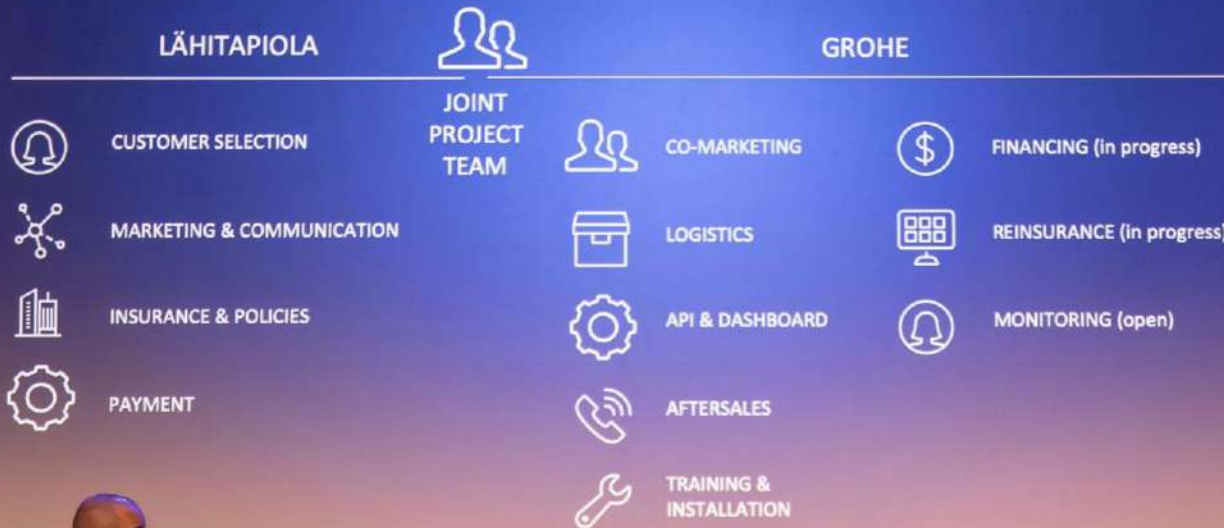 LÄHITAPIOLA
JOINT
PROJECT
TEAM
GROHE
CUSTOMER SELECTION
MARKETING & COMMUNICATION
INSURANCE & POLICIES
PAYMENT
CO-MARKETING
LOGISTICS
API & DASHBOARD
AFTERSALES
TRAINING &
INSTALLATION
FINANCING (in progress)
REINSURANCE (in progress)
MONITORING (open)